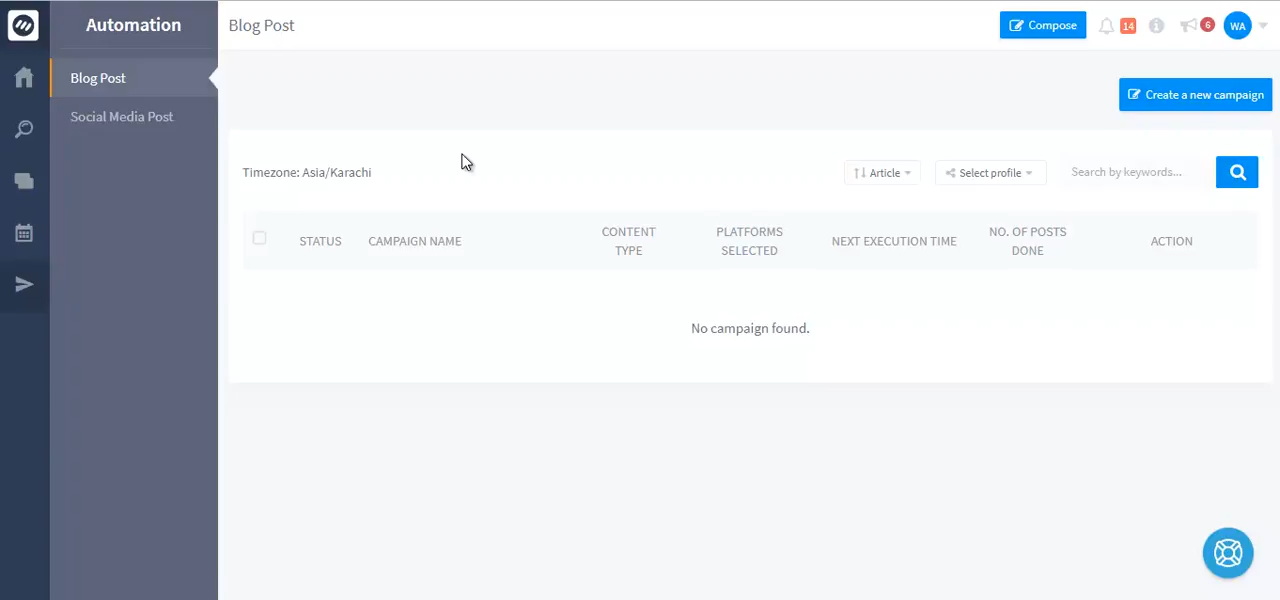 Automation
Blog Post
Compose
14
6
WA
Blog Post
Social Media Post
Create a new campaign
Timezone: Asia/Karachi
Article
Select profile
Search by keywords...
STATUS
CAMPAIGN NAME
CONTENT
TYPE
PLATFORMS
SELECTED
NEXT EXECUTION TIME
NO. OF POSTS
DONE
ACTION
No campaign found.